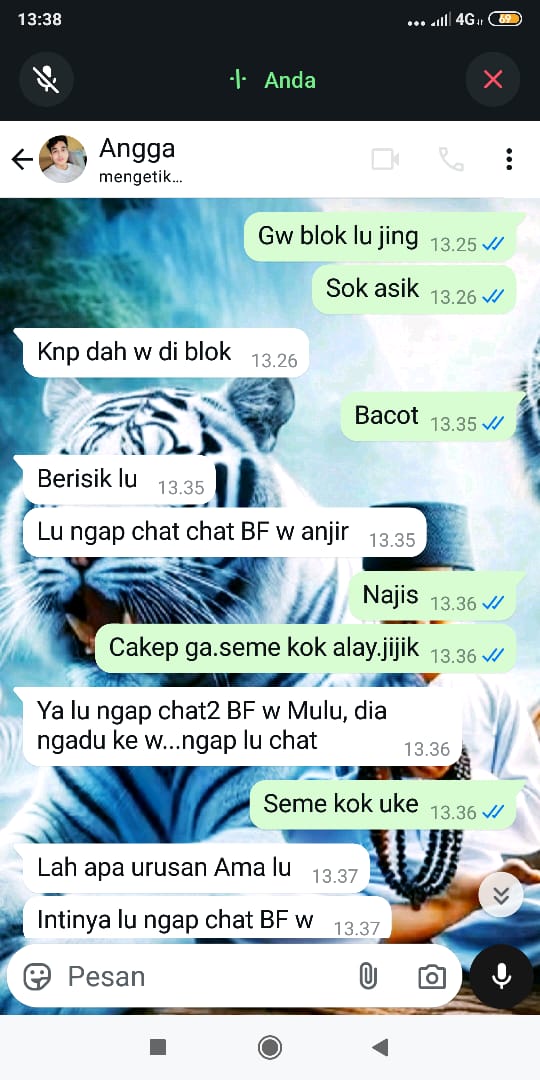 13:38
4G
69
Anda
Angga
mengetik...
Gw blok lu jing 13.25
Sok asik 13.26
Knp dah w di blok 13.26
Bacot 13.35
Berisik lu 13.35
Lu ngap chat chat BF w anjir 13.35
Najis 13.36
Cakep ga.seme kok alay.jijik 13.36
Ya lu ngap chat2 BF w Mulu, dia
ngadu ke w...ngap lu chat 13.36
Seme kok uke 13.36
Lah apa urusan Ama lu 13.37
Intinya lu ngap chat BF w 13.37
Pesan